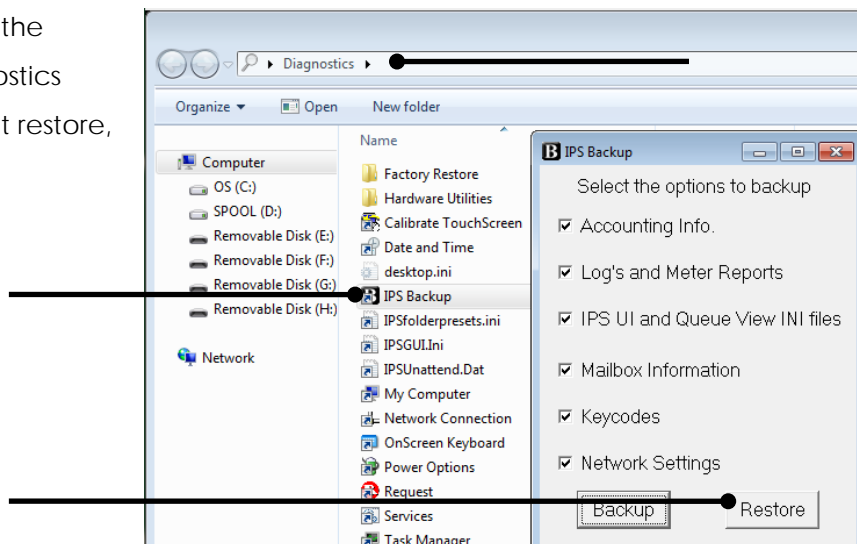 the
ostics
t restore,
Diagnostics
Organize
Open
New folder
Computer
OS (C:)
SPOOL (D:)
Removable Disk (E:)
Removable Disk (F:)
Removable Disk (G:)
Removable Disk (H:)
Network
Name
Factory Restore
Hardware Utilities
Calibrate TouchScreen
Date and Time
desktop.ini
IPS Backup
IPSfolderpresets.ini
IPSGUI.Ini
IPSUnattend.Dat
My Computer
Network Connection
OnScreen Keyboard
Power Options
Request
Services
Task Manager
B IPS Backup
Select the options to backup
Accounting Info.
Log's and Meter Reports
IPS UI and Queue View INI files
Mailbox Information
Keycodes
Network Settings
Backup
Restore